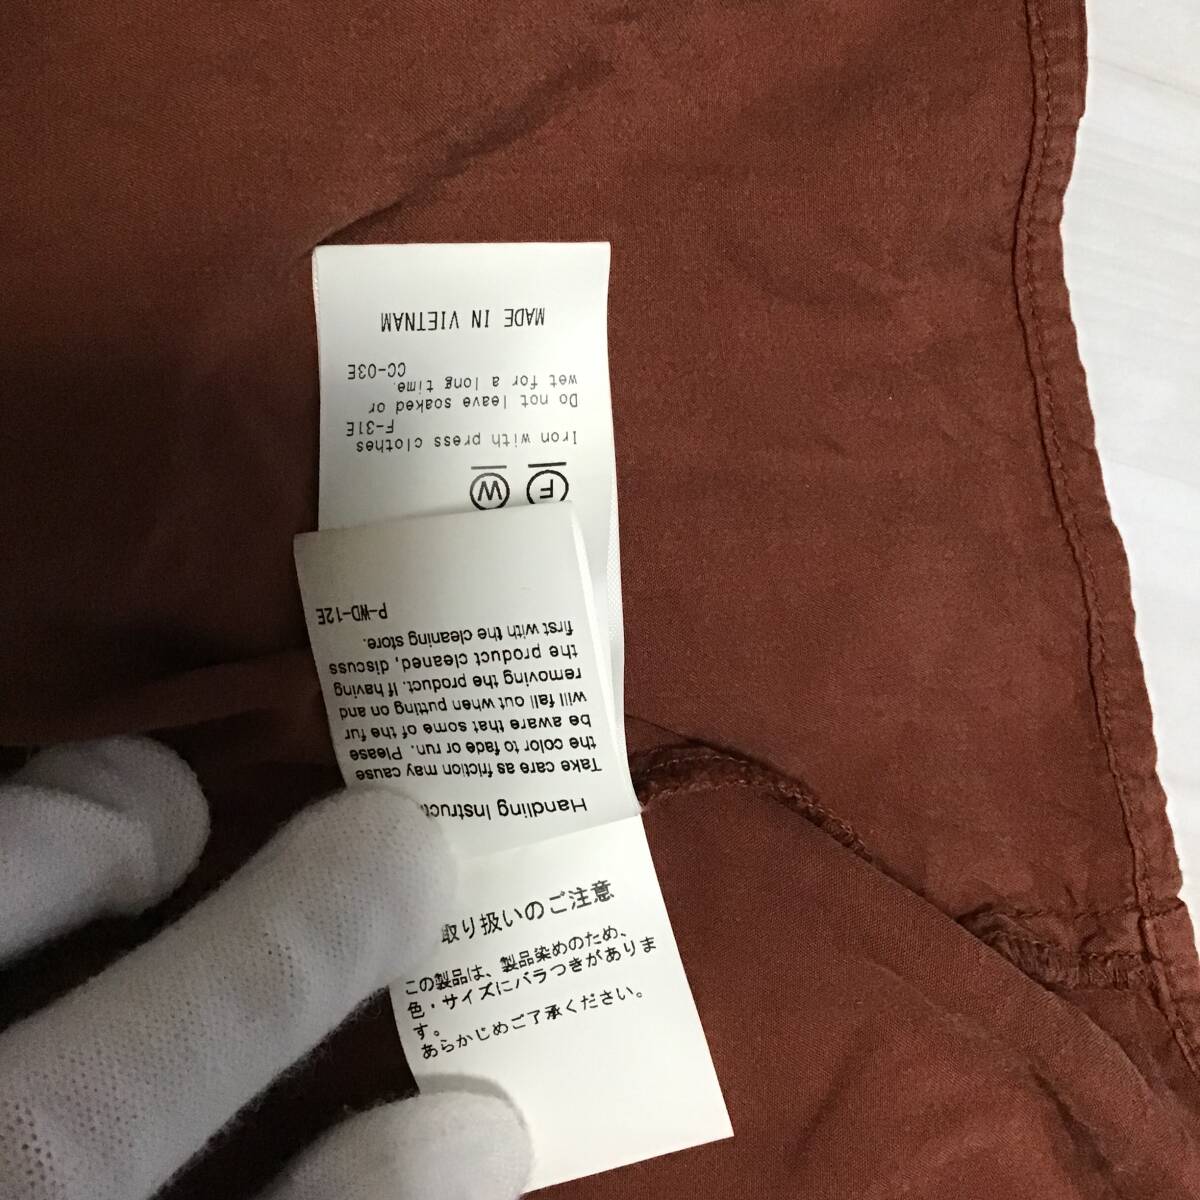 F W
Iron with press clothes
F-31E
Do not leave soaked or
wet for a long time.
CC-03E
MADE IN VIETNAM
Handling Instruct
Take care as friction may cause
the color to fade or run. Please
be aware that some of the fur
will fall out when putting on and
removing the product. If having
the product cleaned, discuss
first with the cleaning store.
P-WD-12E
取り扱いのご注意
この製品は、製品染めのため、
色・サイズにバラつきがありま
す。
あらかじめご了承ください。